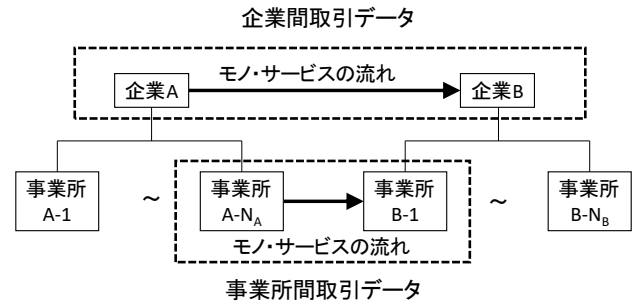 企業間取引データ
モノ・サービスの流れ
企業A
企業B
事業所
A-1
~
事業所
A-N_A
事業所
B-1
~
事業所
B-N_B
モノ・サービスの流れ
事業所間取引データ